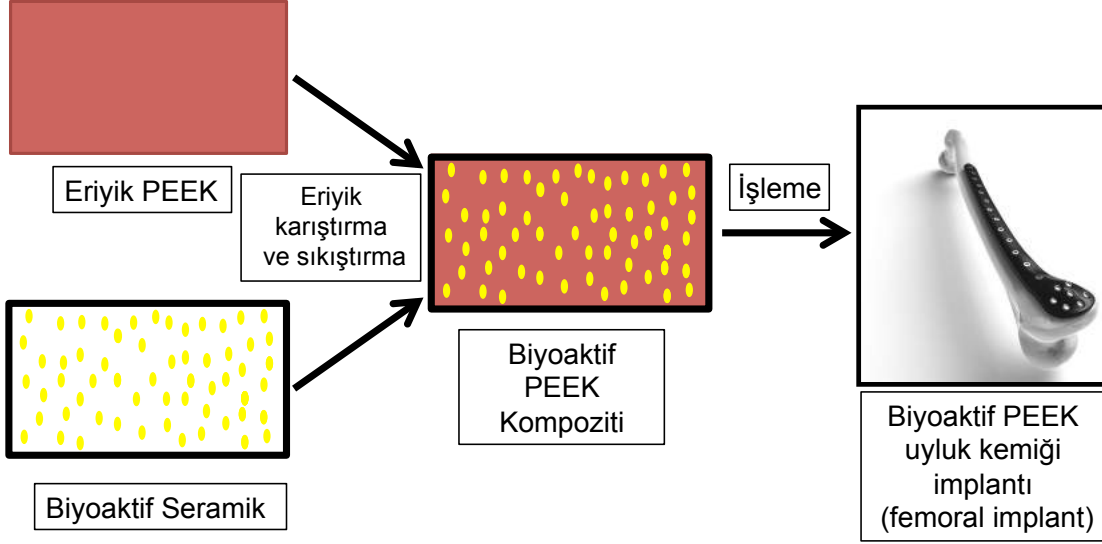 Eriyik PEEK
Eriyik
karıştırma
ve sıkıştırma
Biyoaktif Seramik
Biyoaktif
PEEK
Kompoziti
İşleme
Biyoaktif PEEK
uyluk kemiği
implantı
(femoral implant)